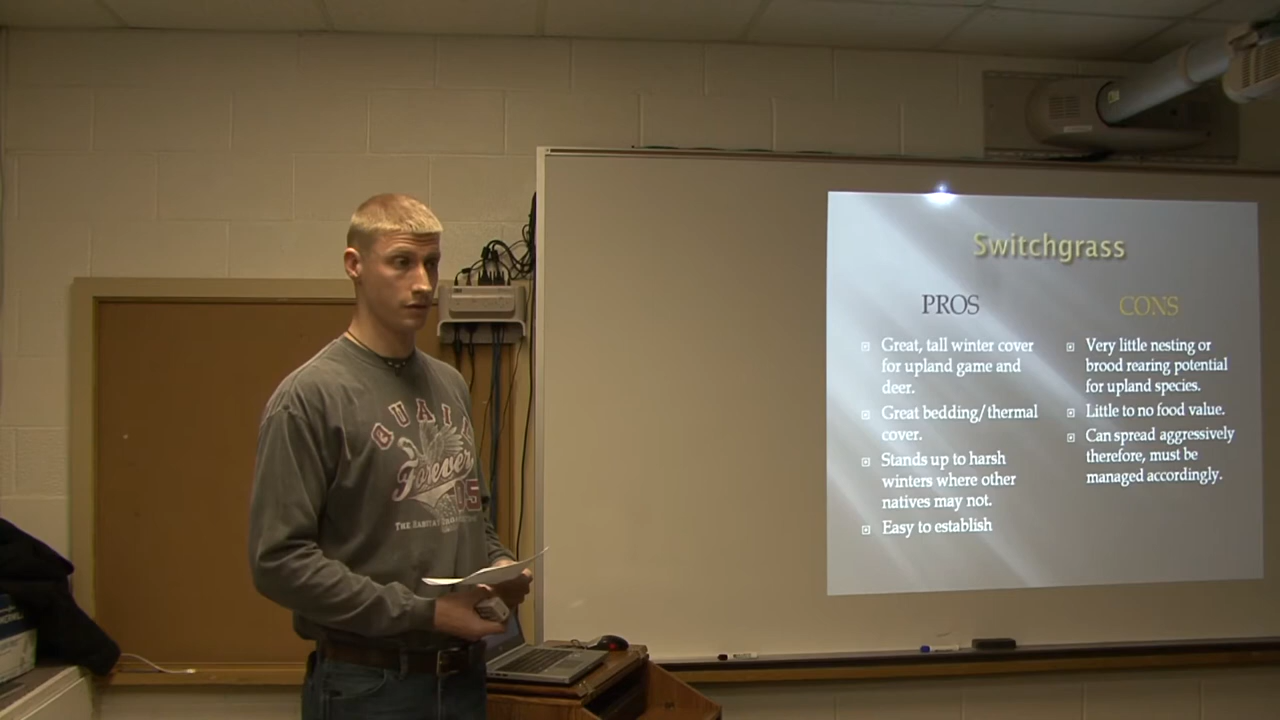 QUAIL
Forever
05
Switchgrass
PROS
Great, tall winter cover
for upland game and
deer.
Great bedding/thermal
cover.
Stands up to harsh
winters where other
natives may not.
Easy to establish
CONS
Very little nesting or
brood rearing potential
for upland species.
Little to no food value.
Can spread aggressively
therefore, must be
managed accordingly.